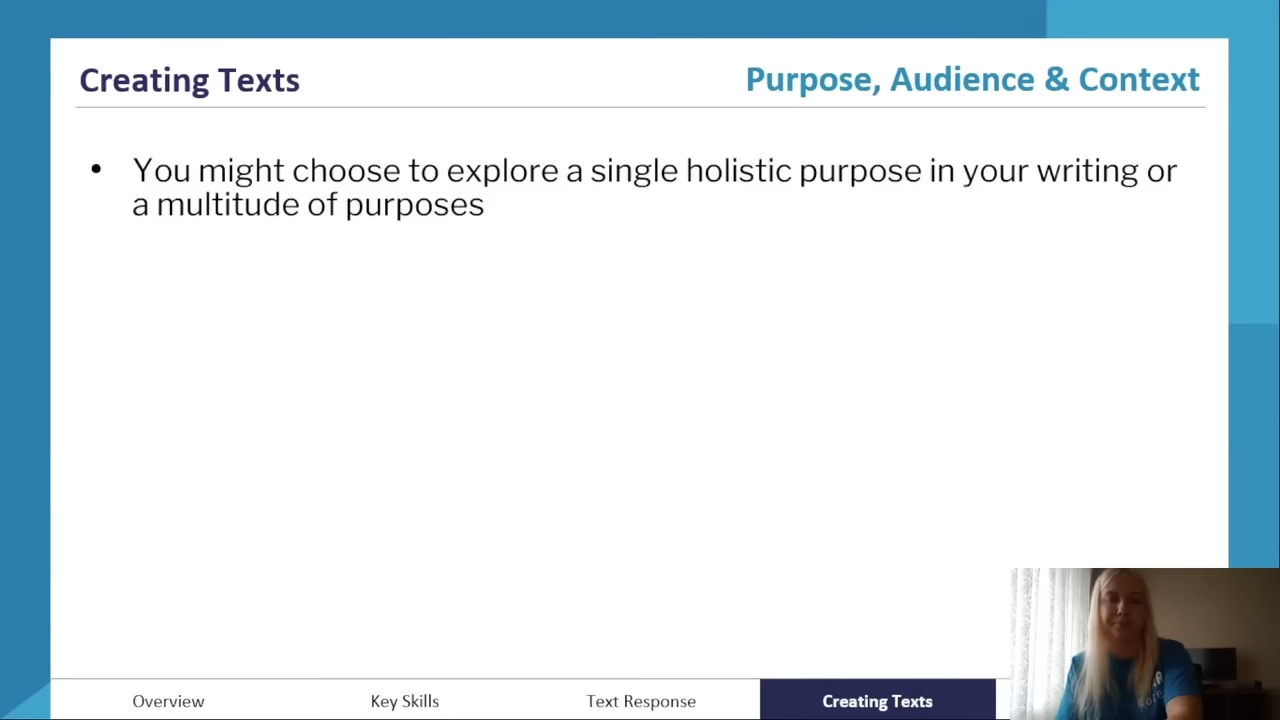 Creating Texts
Purpose, Audience & Context
• You might choose to explore a single holistic purpose in your writing or
a multitude of purposes
Overview
Key Skills
Text Response
Creating Texts